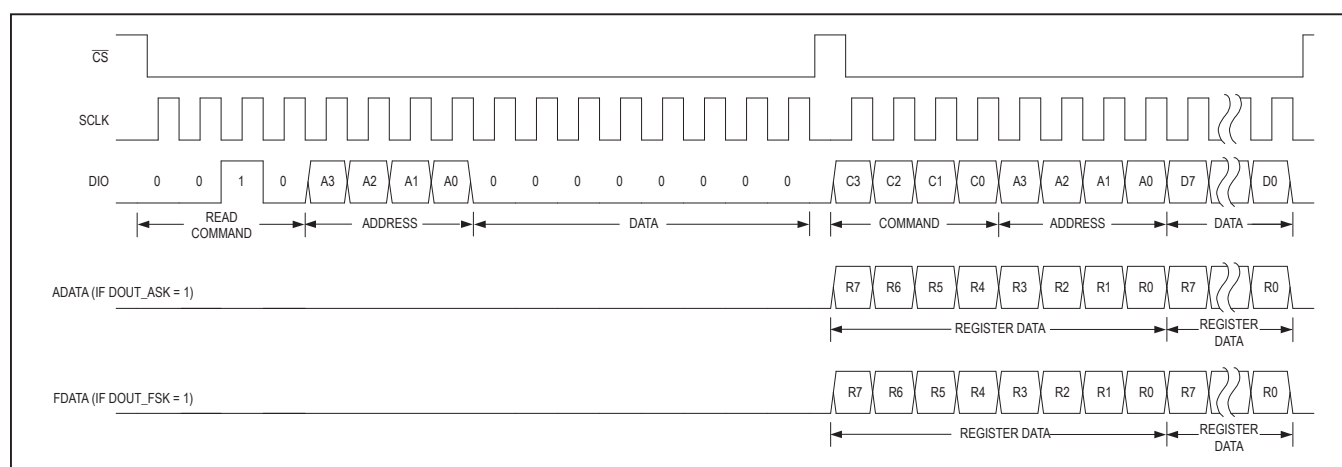 CS
SCLK
DIO 0 0 1 0 A3 A2 A1 A0 0 0 0 0 0 0 0 0 C3 C2 C1 C0 A3 A2 A1 A0 D7 D0
READ
COMMAND
ADDRESS
DATA
COMMAND
ADDRESS
DATA
ADATA (IF DOUT_ASK = 1) R7 R6 R5 R4 R3 R2 R1 R0 R7 R0
REGISTER DATA
REGISTER
DATA
FDATA (IF DOUT_FSK = 1) R7 R6 R5 R4 R3 R2 R1 R0 R7 R0
REGISTER DATA
REGISTER
DATA